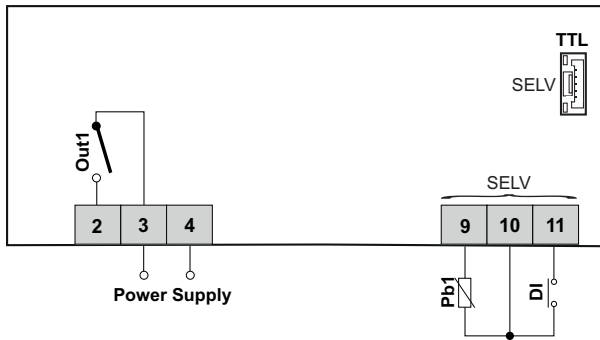 TTL
SELV
Out1
SELV
2 3 4
9 10 11
Power Supply
Pb1
DI